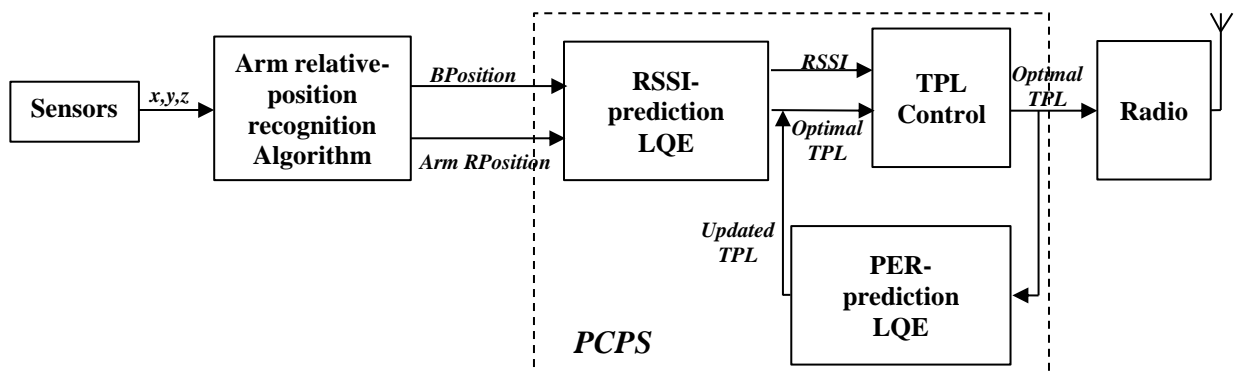 Sensors
x,y,z
Arm relative-
position
recognition
Algorithm
BPosition
Arm RPosition
RSSI-
prediction
LQE
RSSI
Optimal
TPL
TPL
Control
Optimal
TPL
Radio
Updated
TPL
PER-
prediction
LQE
PCPS